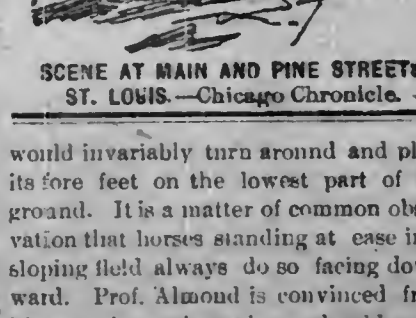 SCENE AT MAIN AND PINE STREET
ST. LOUIS.—Chicago Chronicle.
would invariably turn around and pl
its fore feet on the lowest part of
ground. It is a matter of common obs
vation that horses standing at ease in
sloping field always do so facing do
ward. Prof. Almond is convinced fr